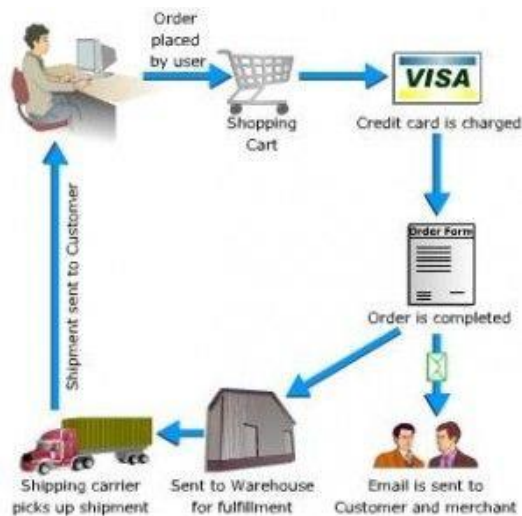 Order
placed
by user
Shopping
Cart
VISA
Credit card is charged
Order Form
Order is completed
Shipment sent to Customer
Shipping carrier
picks up shipment
Sent to Warehouse
for fulfillment
Email is sent to
Customer and merchant